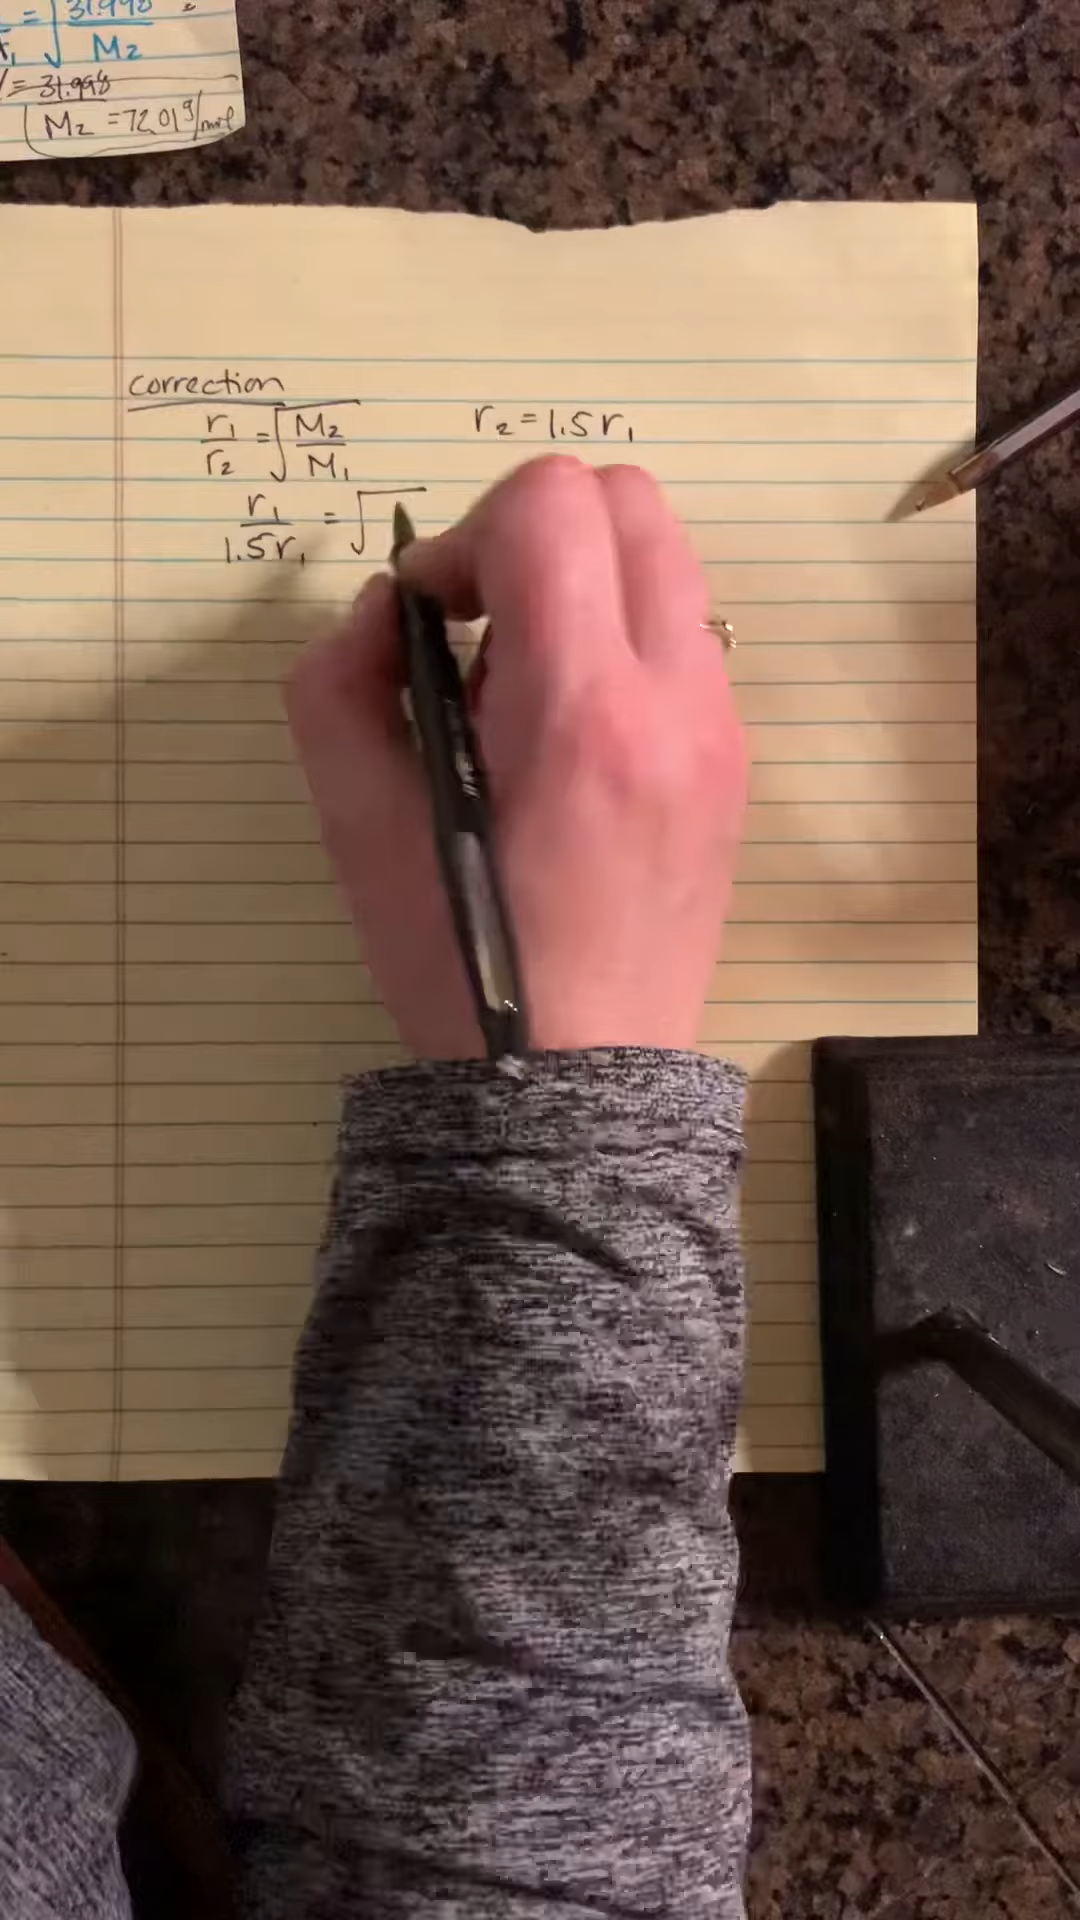 = √31.998 / M₂
/= 31.998
M₂ = 72.01 g/mol
correction
r₁/r₂ = √M₂/M₁ r₂ = 1.5 r₁
r₁/1.5r₁ = √